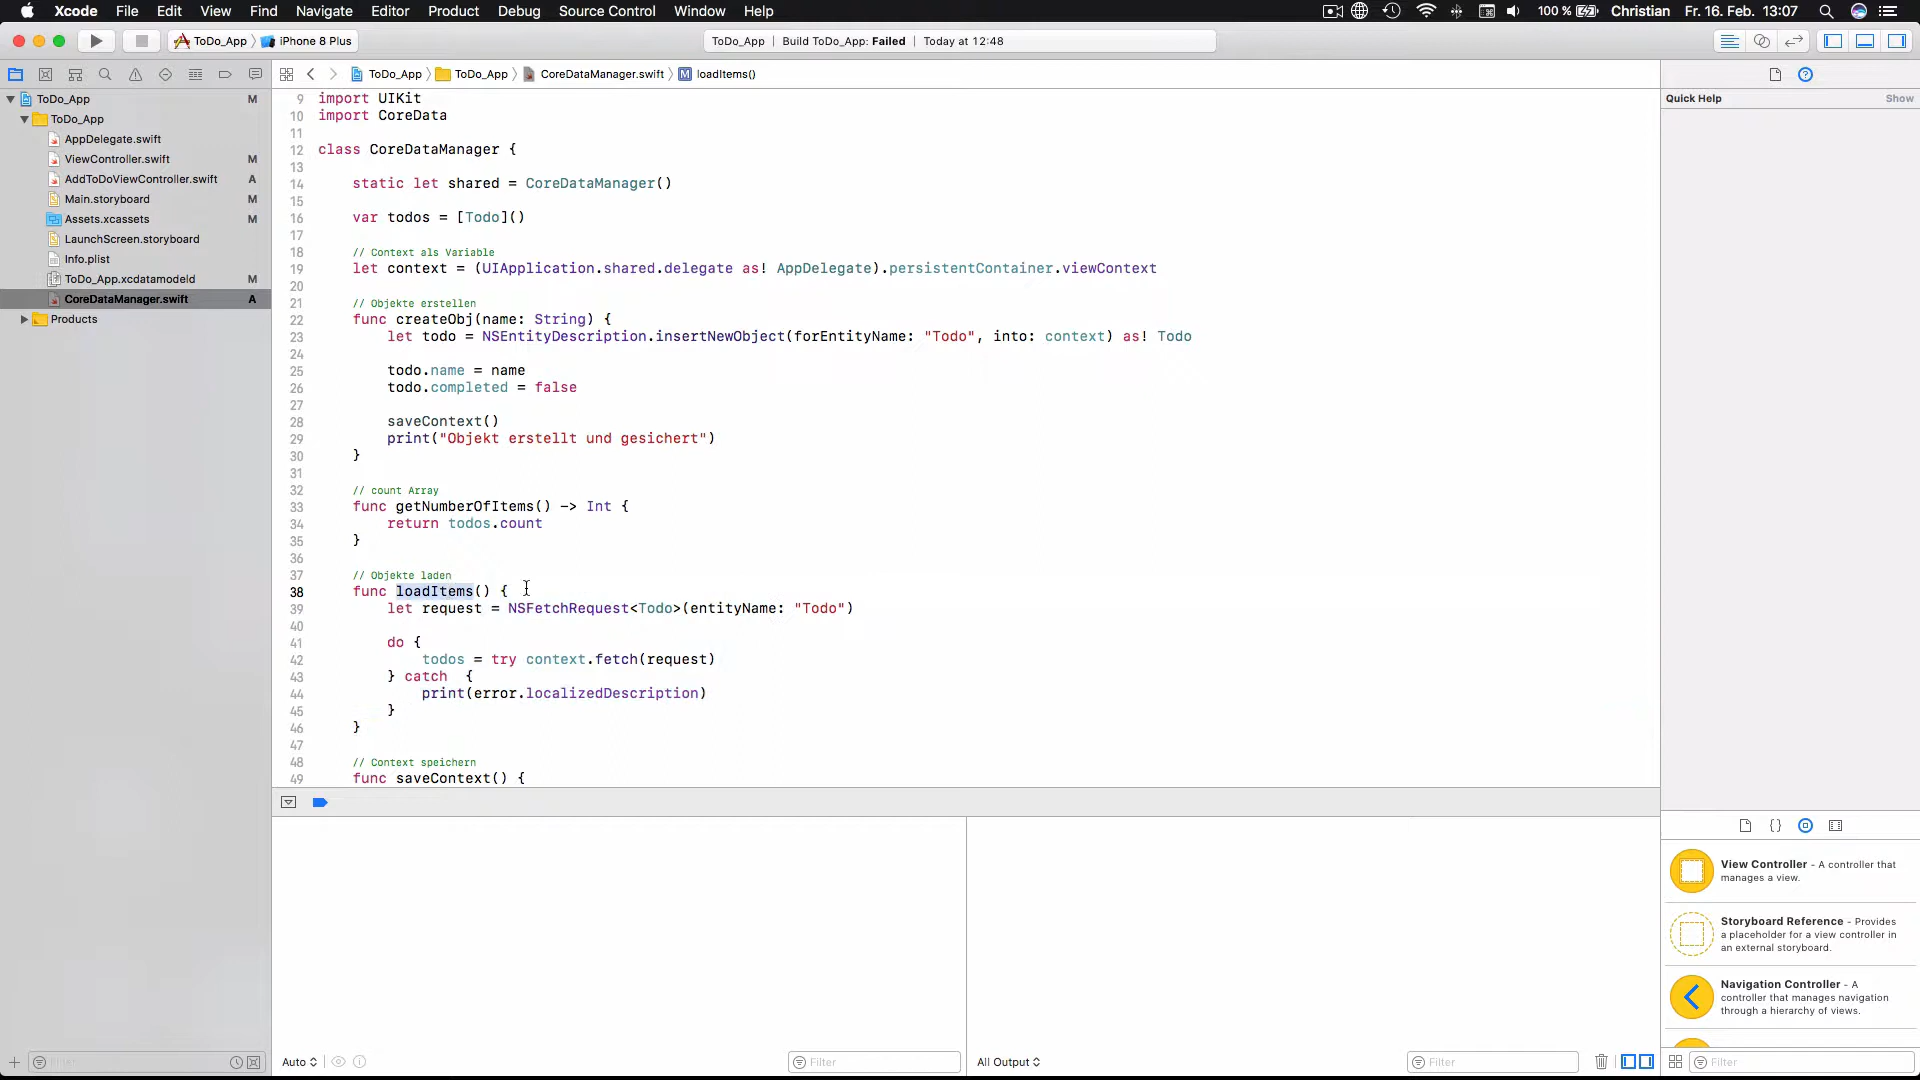 Xcode File Edit View Find Navigate Editor Product Debug Source Control Window Help 100 % Christian Fr. 16. Feb. 13:07
ToDo_App iPhone 8 Plus
ToDo_App Build ToDo_App: Failed Today at 12:48
ToDo_App ToDo_App CoreDataManager.swift M loadItems()
Quick Help Show
ToDo_App M
ToDo_App
AppDelegate.swift
ViewController.swift M
AddToDoViewController.swift A
Main.storyboard M
Assets.xcassets M
LaunchScreen.storyboard
Info.plist
ToDo_App.xcdatamodeld M
CoreDataManager.swift A
Products
9 import UIKit
10 import CoreData
11
12 class CoreDataManager {
13
14 static let shared = CoreDataManager()
15
16 var todos = [Todo]()
17
18 // Context als Variable
19 let context = (UIApplication.shared.delegate as! AppDelegate).persistentContainer.viewContext
20
21 // Objekte erstellen
22 func createObj(name: String) {
23 let todo = NSEntityDescription.insertNewObject(forEntityName: "Todo", into: context) as! Todo
24
25 todo.name = name
26 todo.completed = false
27
28 saveContext()
29 print("Objekt erstellt und gesichert")
30 }
31
32 // count Array
33 func getNumberOfItems() -> Int {
34 return todos.count
35 }
36
37 // Objekte laden
38 func loadItems() {
39 let request = NSFetchRequest<Todo>(entityName: "Todo")
40
41 do {
42 todos = try context.fetch(request)
43 } catch {
44 print(error.localizedDescription)
45 }
46 }
47
48 // Context speichern
49 func saveContext() {
View Controller - A controller that
manages a view.
Storyboard Reference - Provides
a placeholder for a view controller in
an external storyboard.
Navigation Controller - A
controller that manages navigation
through a hierarchy of views.
Filter
Auto
Filter
All Output
Filter
Filter